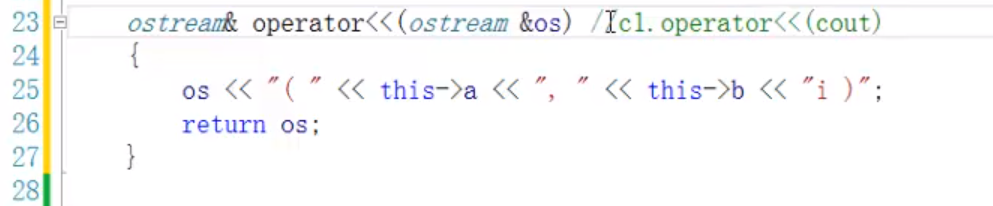 23 ostream& operator<<(ostream &os) //c1.operator<<(cout)
24 {
25 os << "( " << this->a << ", " << this->b << "i )";
26 return os;
27 }
28